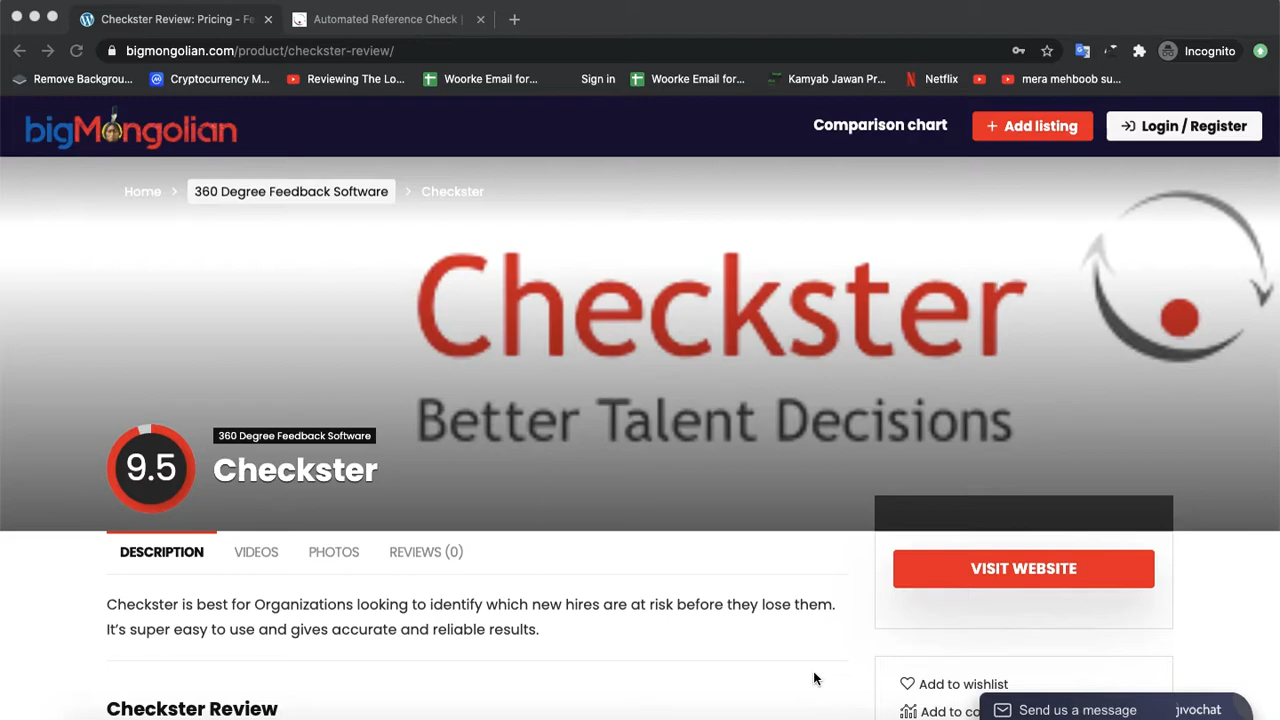 Checkster Review: Pricing - Fe
Automated Reference Check |
bigmongolian.com/product/checkster-review/
Incognito
Remove Backgrou...
Cryptocurrency M...
Reviewing The Lo...
Woorke Email for...
Sign in
Woorke Email for...
Kamyab Jawan Pr...
Netflix
mera mehboob su...
bigMongolian
Comparison chart
+ Add listing
Login / Register
Home > 360 Degree Feedback Software > Checkster
Checkster
Better Talent Decisions
9.5
360 Degree Feedback Software
Checkster
DESCRIPTION
VIDEOS
PHOTOS
REVIEWS (0)
VISIT WEBSITE
Checkster is best for Organizations looking to identify which new hires are at risk before they lose them.
It's super easy to use and gives accurate and reliable results.
Checkster Review
Add to wishlist
Add to co
Send us a message
jivochat